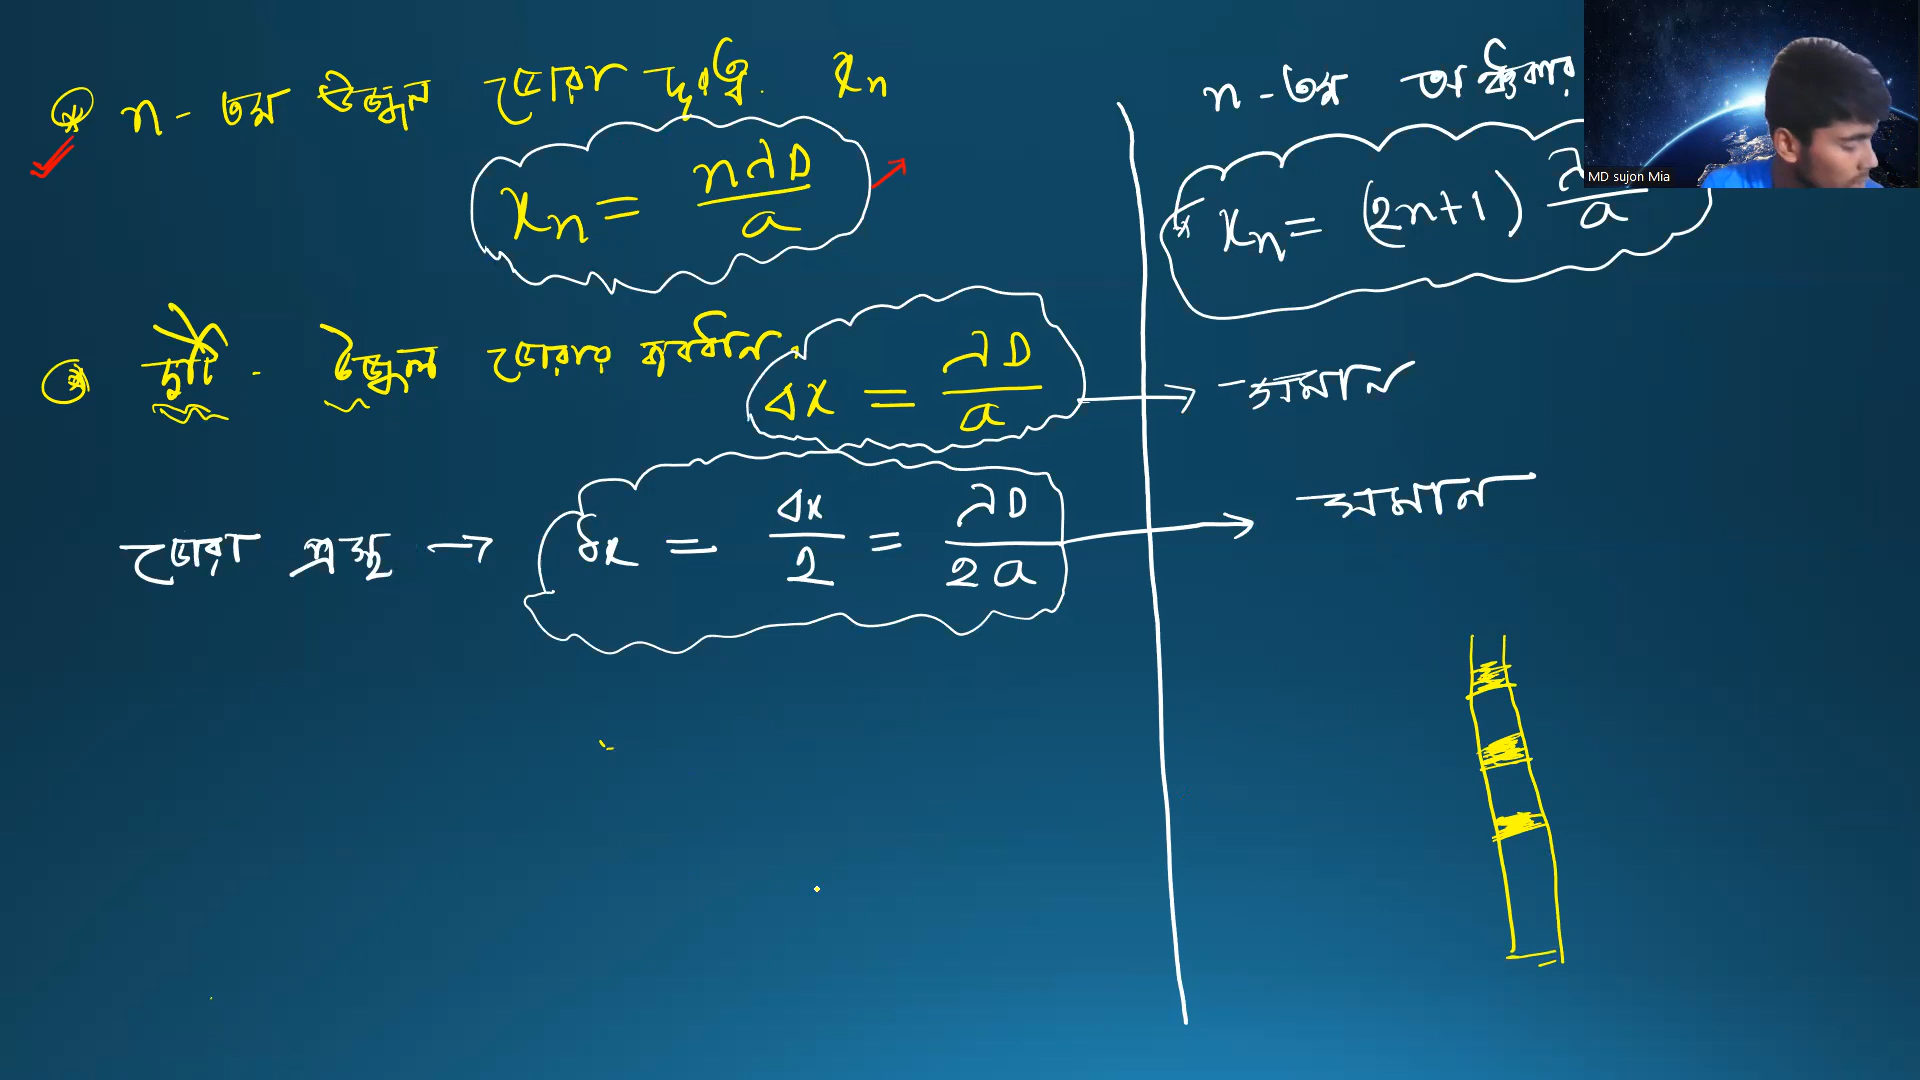 n-তম উজ্জ্বল ডোরার দূরত্ব. xn
xn = nλD/a
দুটি - উজ্জ্বল ডোরার ব্যবধান
Δx = λD/a
ডোরা প্রস্থ → δx = Δx/2 = λD/2a
n-তম অন্ধকার
xn = (2n+1) λ/a
→ সমান
→ সমান
MD sujon Mia